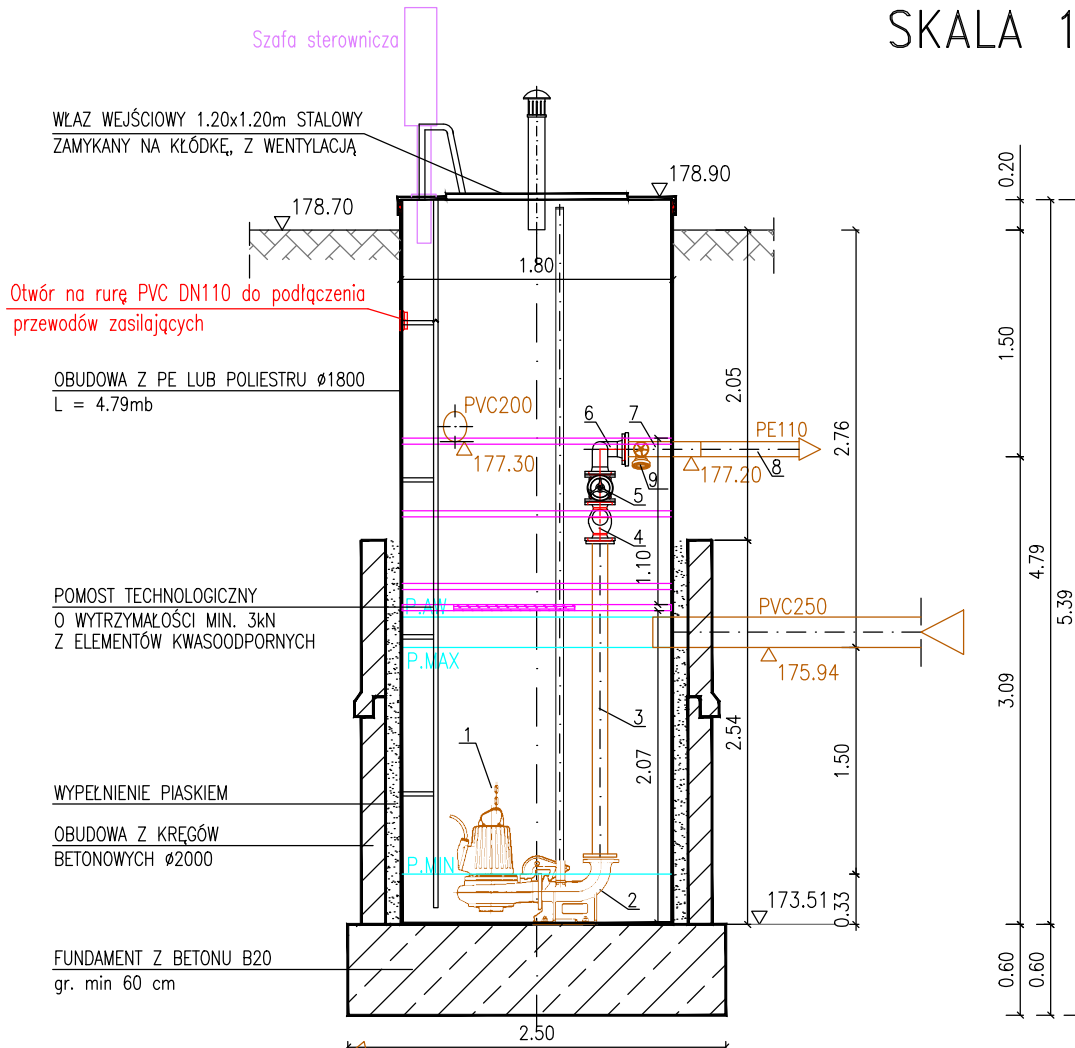 SKALA 1
Szafa sterownicza
WŁAZ WEJŚCIOWY 1.20x1.20m STALOWY
ZAMYKANY NA KŁÓDKĘ, Z WENTYLACJĄ
178.90
0.20
178.70
1.80
Otwór na rurę PVC DN110 do podłączenia
przewodów zasilających
1.50
2.05
OBUDOWA Z PE LUB POLIESTRU ø1800
L = 4.79mb
PVC200
6
7
PE110
2.76
177.30
9
177.20
8
5
4
1.10
4.79
5.39
POMOST TECHNOLOGICZNY
O WYTRZYMAŁOŚCI MIN. 3kN
Z ELEMENTÓW KWASOODPORNYCH
P.AW
PVC250
P.MAX
175.94
3.09
3
2.54
1
2.07
1.50
WYPEŁNIENIE PIASKIEM
OBUDOWA Z KRĘGÓW
BETONOWYCH ø2000
P.MIN
2
173.51
0.33
FUNDAMENT Z BETONU B20
gr. min 60 cm
0.60
0.60
2.50